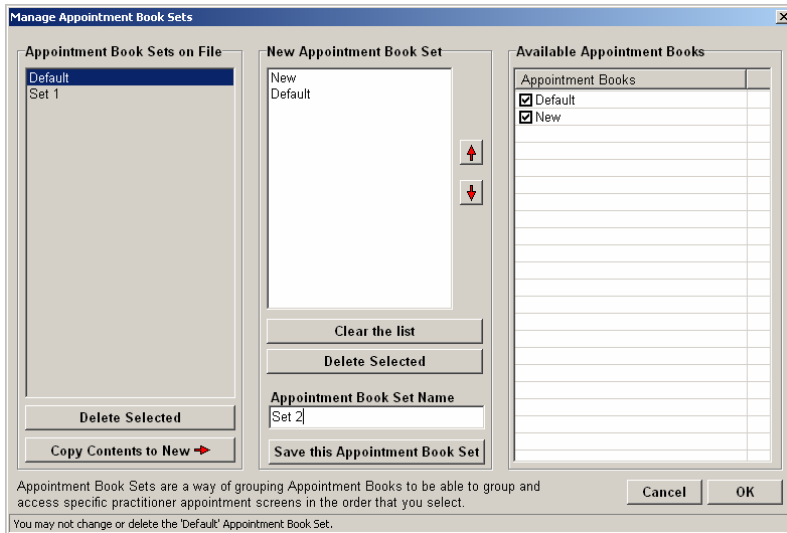 Manage Appointment Book Sets
Appointment Book Sets on File
Default
Set 1
Delete Selected
Copy Contents to New
New Appointment Book Set
New
Default
Clear the list
Delete Selected
Appointment Book Set Name
Set 2
Save this Appointment Book Set
Available Appointment Books
Appointment Books
Default
New
Appointment Book Sets are a way of grouping Appointment Books to be able to group and
access specific practitioner appointment screens in the order that you select.
Cancel
OK
You may not change or delete the 'Default' Appointment Book Set.